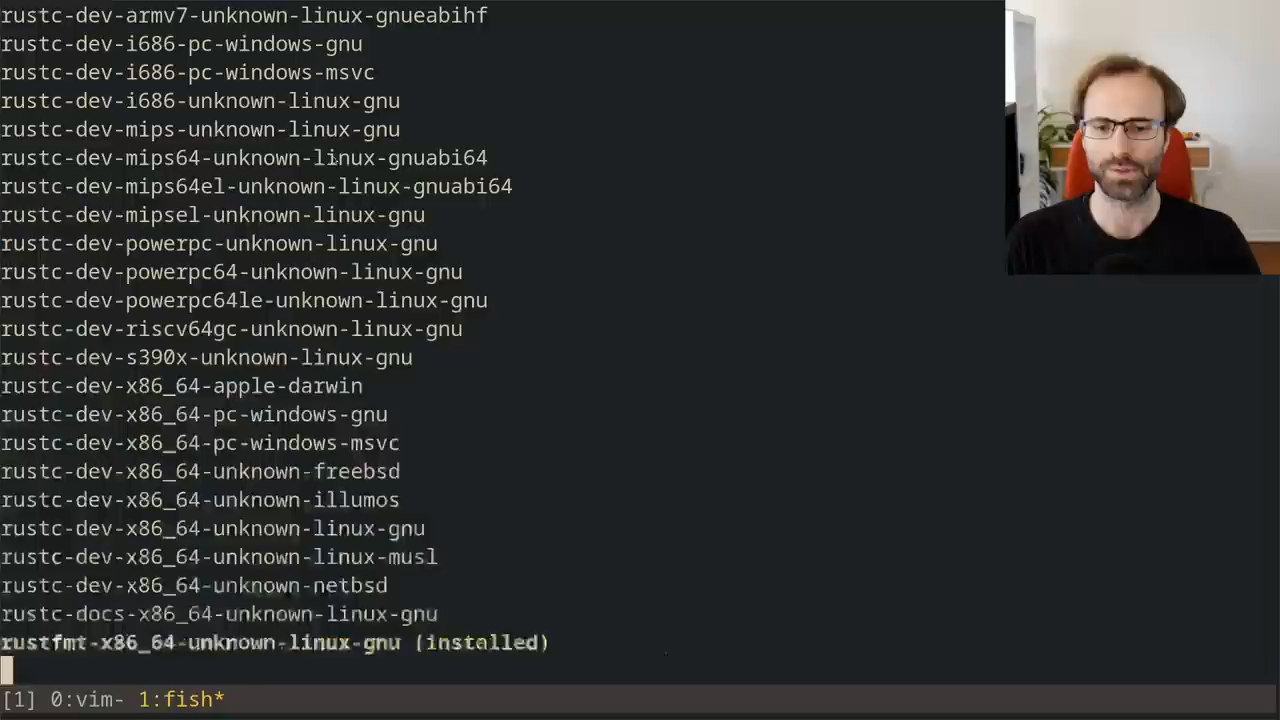 rustc-dev-armv7-unknown-linux-gnueabihf
rustc-dev-i686-pc-windows-gnu
rustc-dev-i686-pc-windows-msvc
rustc-dev-i686-unknown-linux-gnu
rustc-dev-mips-unknown-linux-gnu
rustc-dev-mips64-unknown-linux-gnuabi64
rustc-dev-mips64el-unknown-linux-gnuabi64
rustc-dev-mipsel-unknown-linux-gnu
rustc-dev-powerpc-unknown-linux-gnu
rustc-dev-powerpc64-unknown-linux-gnu
rustc-dev-powerpc64le-unknown-linux-gnu
rustc-dev-riscv64gc-unknown-linux-gnu
rustc-dev-s390x-unknown-linux-gnu
rustc-dev-x86_64-apple-darwin
rustc-dev-x86_64-pc-windows-gnu
rustc-dev-x86_64-pc-windows-msvc
rustc-dev-x86_64-unknown-freebsd
rustc-dev-x86_64-unknown-illumos
rustc-dev-x86_64-unknown-linux-gnu
rustc-dev-x86_64-unknown-linux-musl
rustc-dev-x86_64-unknown-netbsd
rustc-docs-x86_64-unknown-linux-gnu
rustfmt-x86_64-unknown-linux-gnu (installed)
[1] 0:vim- 1:fish*